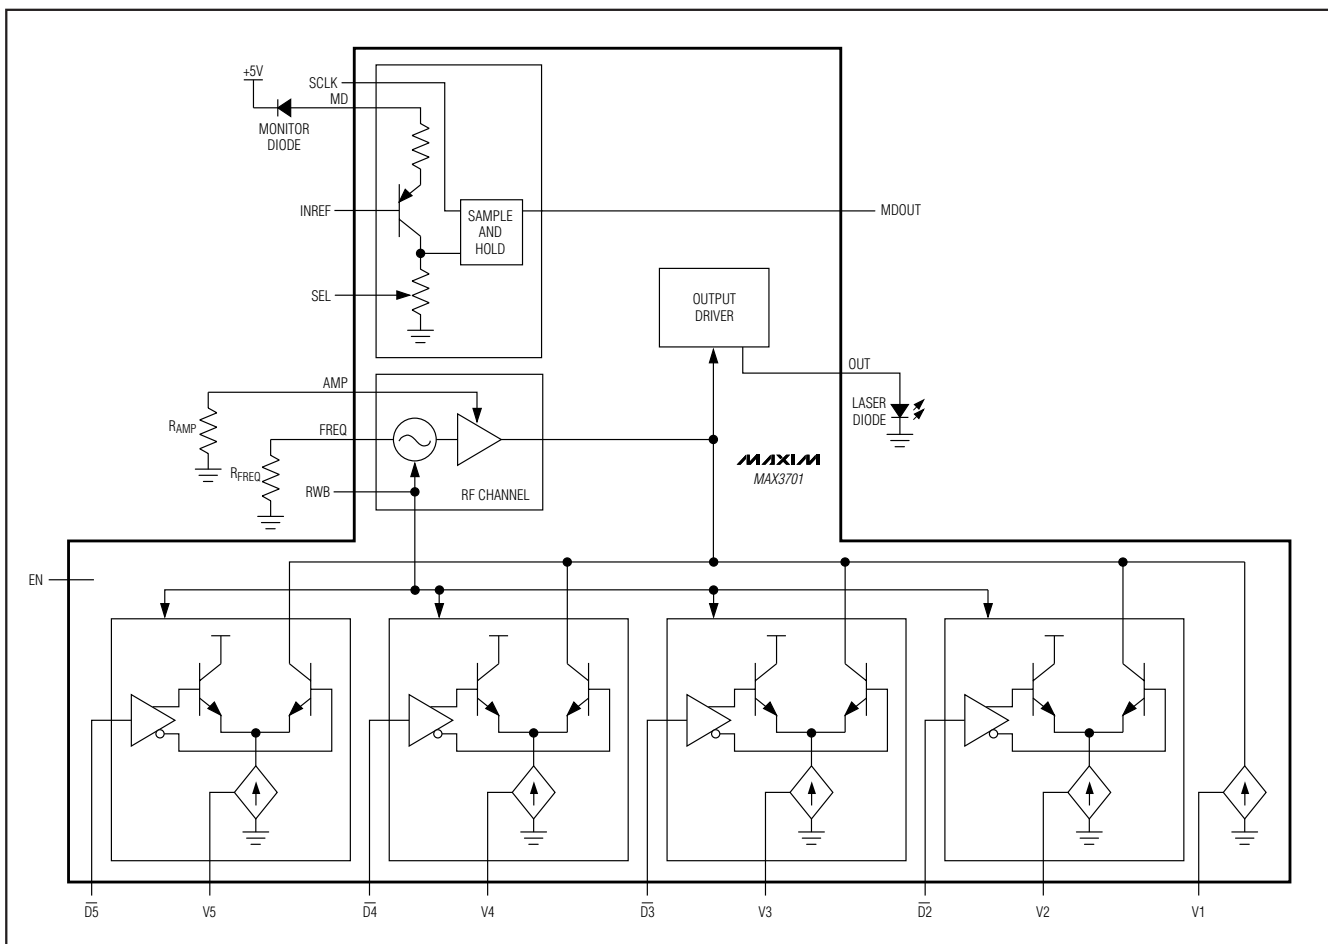 +5V
SCLK
MD
MONITOR
DIODE
INREF
SAMPLE
AND
HOLD
MDOUT
SEL
OUTPUT
DRIVER
OUT
LASER
DIODE
AMP
RAMP
FREQ
RFREQ
RWB
RF CHANNEL
MAXIM
MAX3701
EN
D5
V5
D4
V4
D3
V3
D2
V2
V1